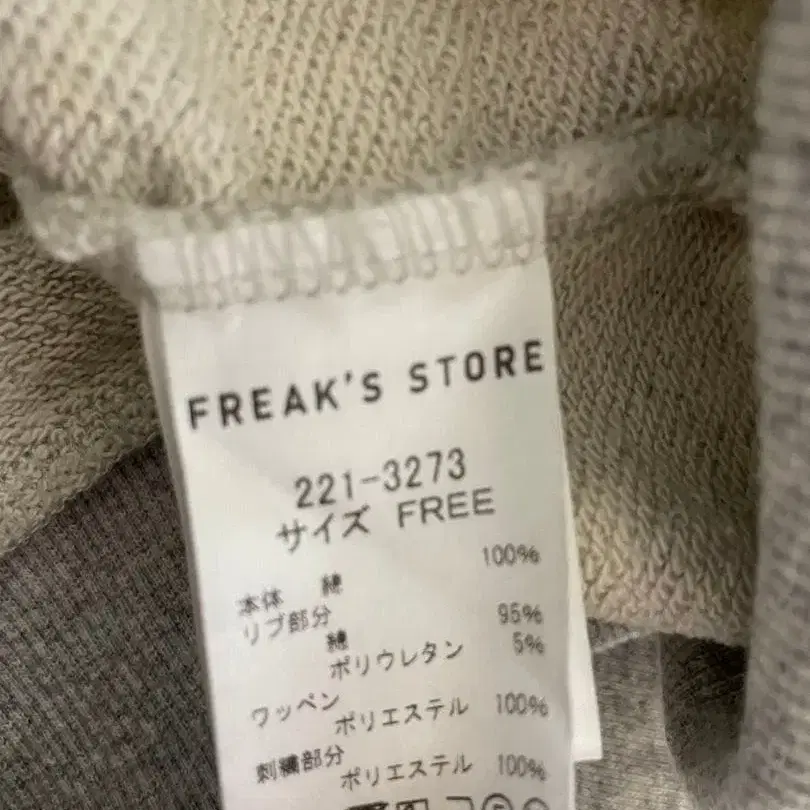 FREAK'S STORE
221-3273
サイズ FREE
本体 綿 100%
リブ部分
綿 95%
ポリウレタン 5%
ワッペン
ポリエステル 100%
刺繍部分
ポリエステル 100%